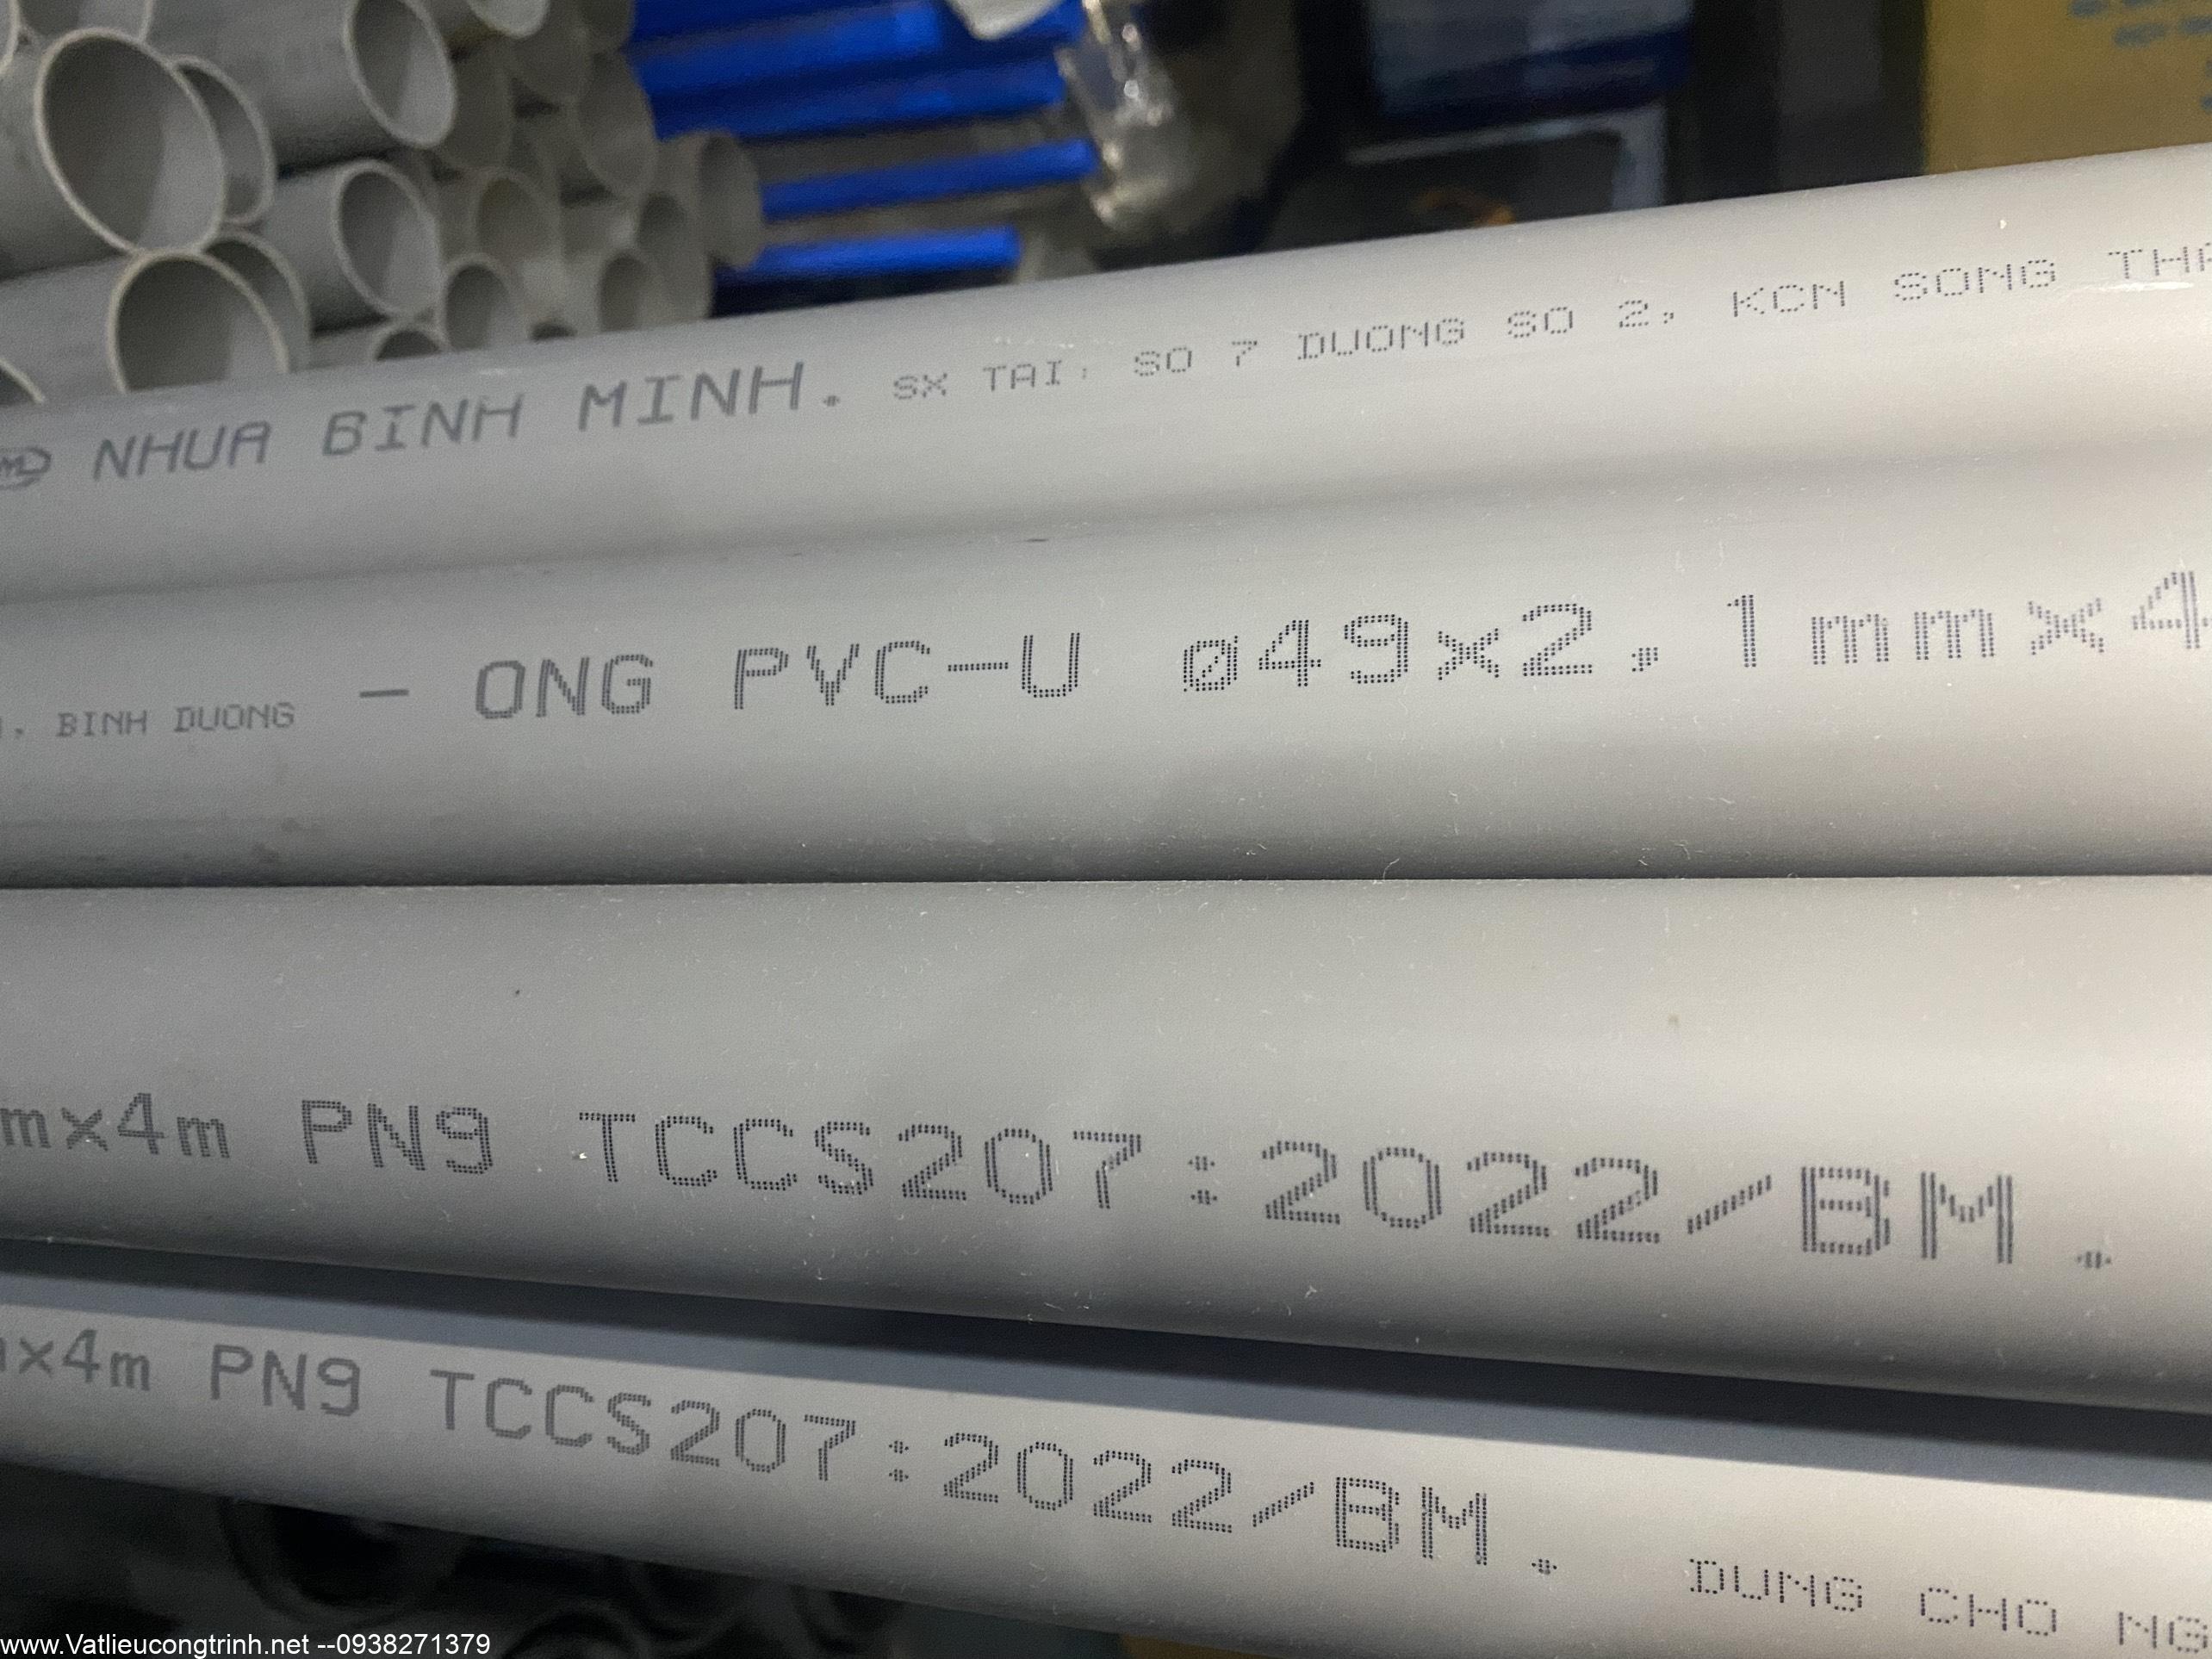 NHUA BINH MINH. SX TAI: SO 7 DUONG SO 2, KCN SONG
. BINH DUONG - ONG PVC-U ø49x2.1mmx4
mx4m PN9 TCCS207:2022/BM.
x4m PN9 TCCS207:2022/BM. DUNG CHO
www.Vatlieucongtrinh.net --0938271379